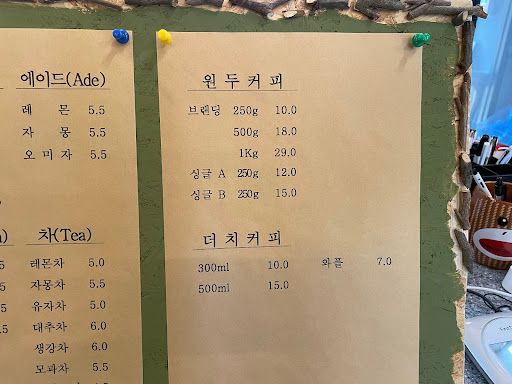 에이드(Ade)
레 몬 5.5
자 몽 5.5
오 미 자 5.5
차(Tea)
레몬차 5.0
자몽차 5.5
유자차 5.0
대추차 6.0
생강차 6.0
모과차 5.5
원 두 커 피
브랜딩 250g 10.0
500g 18.0
1Kg 29.0
싱글 A 250g 12.0
싱글 B 250g 15.0
더 치 커 피
300ml 10.0 와플 7.0
500ml 15.0